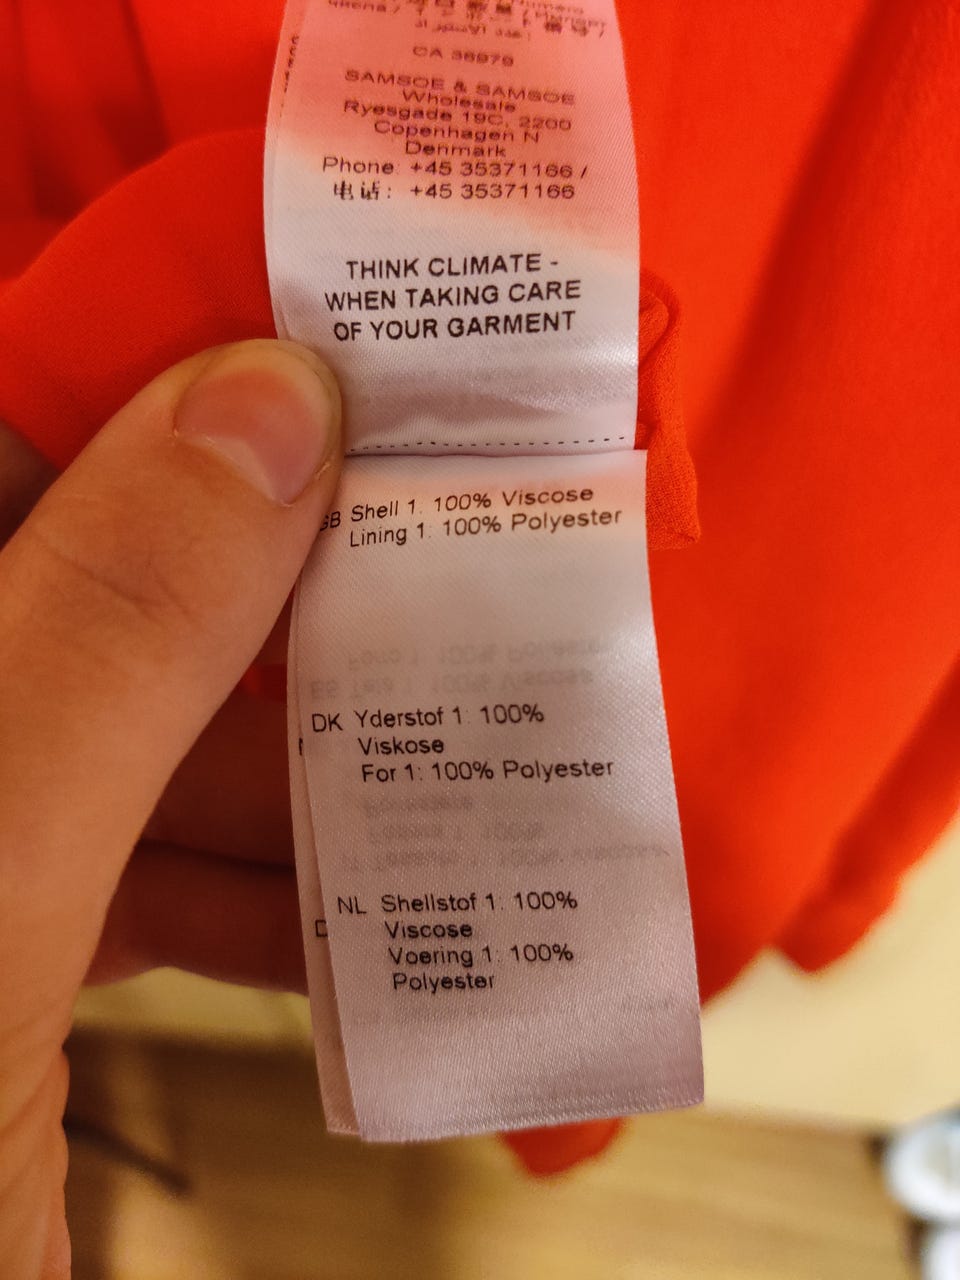 CA 36979
SAMSOE & SAMSOE
Wholesale
Ryesgade 19C, 2200
Copenhagen N
Denmark
Phone: +45 35371166 /
电话: +45 35371166
THINK CLIMATE -
WHEN TAKING CARE
OF YOUR GARMENT
GB Shell 1: 100% Viscose
Lining 1: 100% Polyester
DK Yderstof 1: 100%
Viskose
For 1: 100% Polyester
NL Shellstof 1: 100%
Viscose
Voering 1: 100%
Polyester